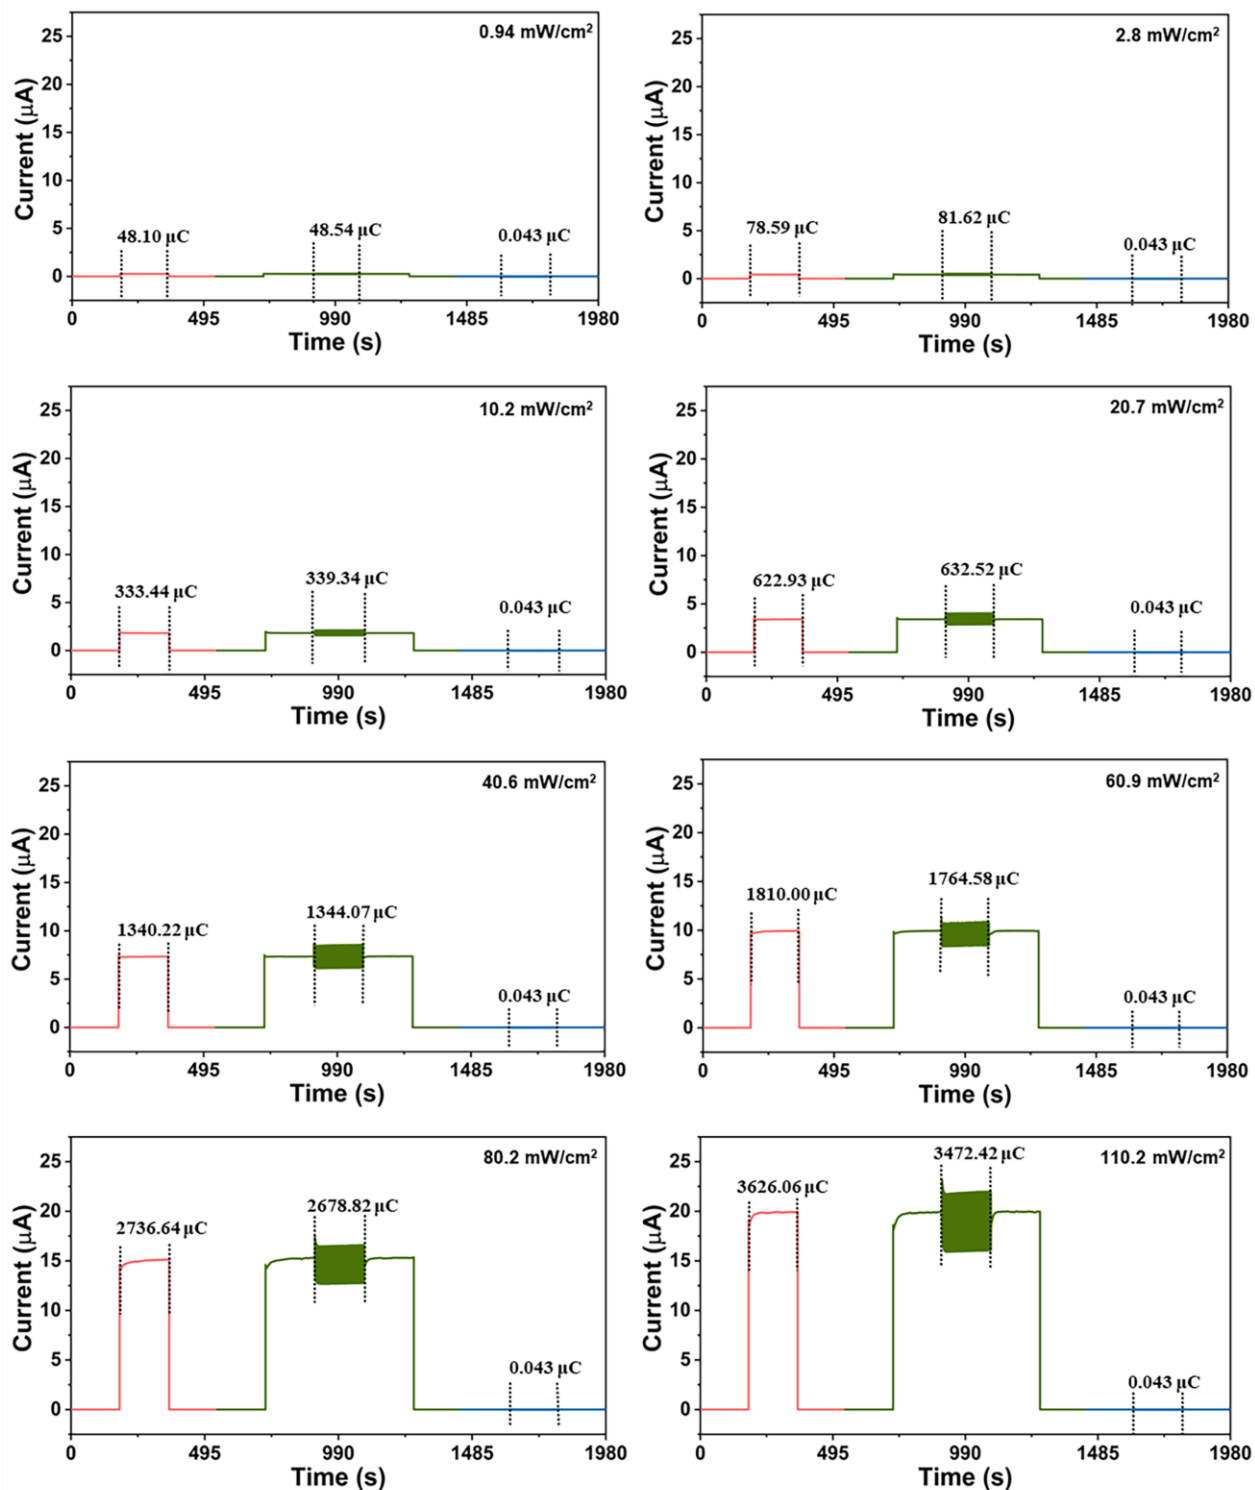 0.94 mW/cm²
25
20
15
10
5
0
Current (μA)
48.10 μC
48.54 μC
0.043 μC
0 495 990 1485 1980
Time (s)
2.8 mW/cm²
25
20
15
10
5
0
Current (μA)
78.59 μC
81.62 μC
0.043 μC
0 495 990 1485 1980
Time (s)
10.2 mW/cm²
25
20
15
10
5
0
Current (μA)
333.44 μC
339.34 μC
0.043 μC
0 495 990 1485 1980
Time (s)
20.7 mW/cm²
25
20
15
10
5
0
Current (μA)
622.93 μC
632.52 μC
0.043 μC
0 495 990 1485 1980
Time (s)
40.6 mW/cm²
25
20
15
10
5
0
Current (μA)
1340.22 μC
1344.07 μC
0.043 μC
0 495 990 1485 1980
Time (s)
60.9 mW/cm²
25
20
15
10
5
0
Current (μA)
1810.00 μC
1764.58 μC
0.043 μC
0 495 990 1485 1980
Time (s)
80.2 mW/cm²
25
20
15
10
5
0
Current (μA)
2736.64 μC
2678.82 μC
0.043 μC
0 495 990 1485 1980
Time (s)
110.2 mW/cm²
25
20
15
10
5
0
Current (μA)
3626.06 μC
3472.42 μC
0.043 μC
0 495 990 1485 1980
Time (s)